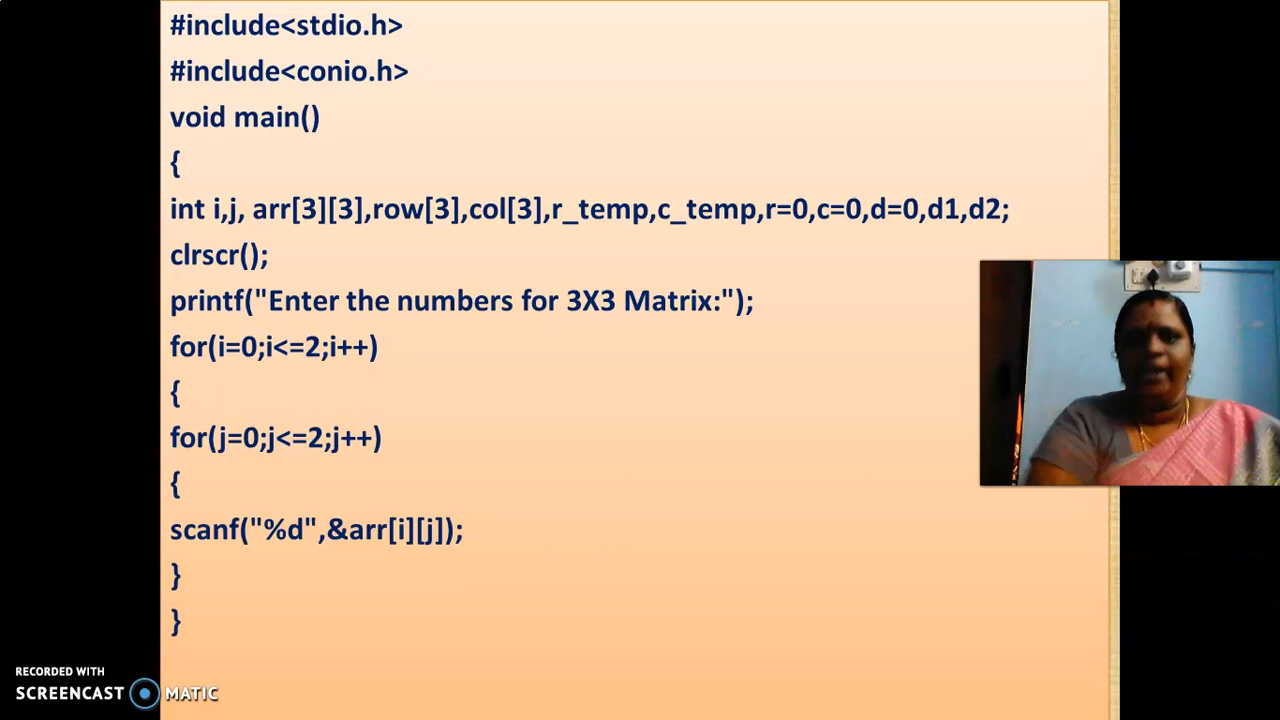 #include<stdio.h>
#include<conio.h>
void main()
{
int i,j, arr[3][3],row[3],col[3],r_temp,c_temp,r=0,c=0,d=0,d1,d2;
clrscr();
printf("Enter the numbers for 3X3 Matrix:");
for(i=0;i<=2;i++)
{
for(j=0;j<=2;j++)
{
scanf("%d",&arr[i][j]);
}
}
RECORDED WITH
SCREENCAST MATIC